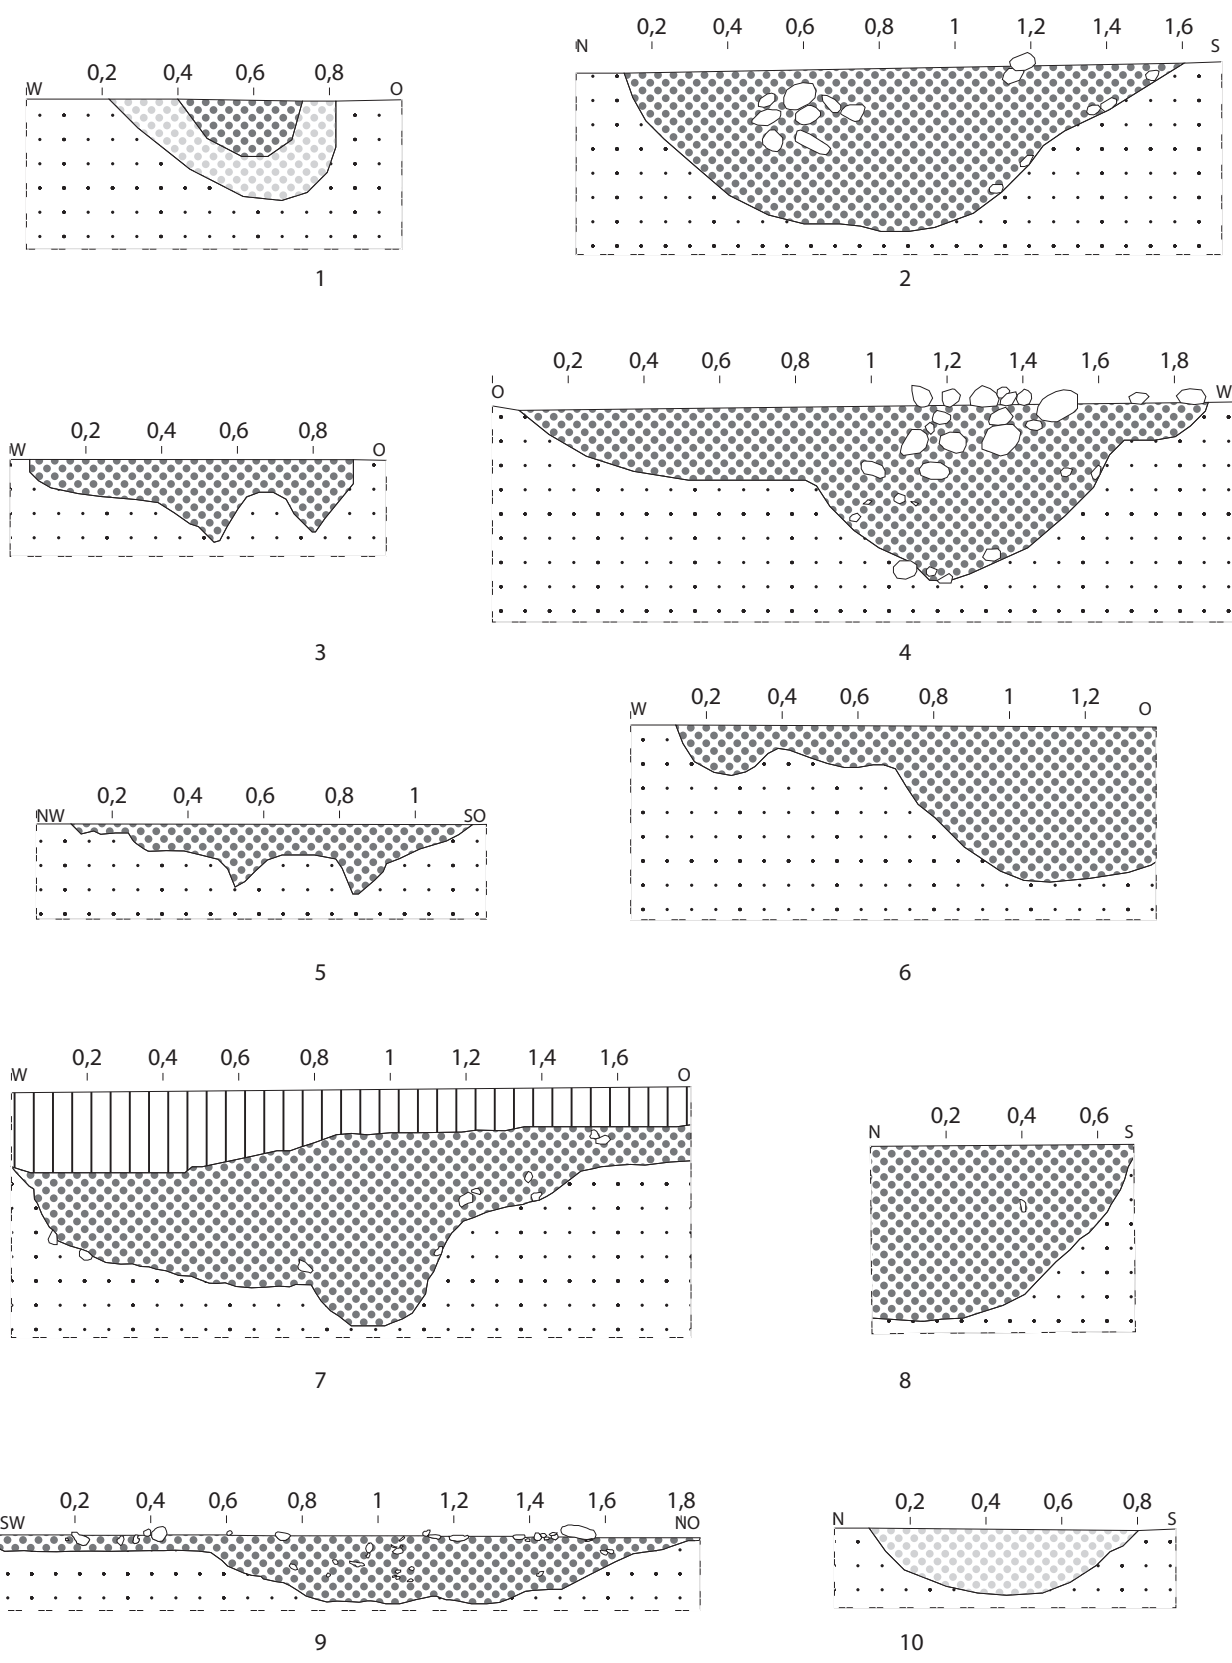 0,2 0,4 0,6 0,8
W O
1
0,2 0,4 0,6 0,8 1 1,2 1,4 1,6
N S
2
0,2 0,4 0,6 0,8
W O
3
0,2 0,4 0,6 0,8 1 1,2 1,4 1,6 1,8
O W
4
0,2 0,4 0,6 0,8 1
NW SO
5
0,2 0,4 0,6 0,8 1 1,2
W O
6
0,2 0,4 0,6 0,8 1 1,2 1,4 1,6
W O
7
0,2 0,4 0,6
N S
8
0,2 0,4 0,6 0,8 1 1,2 1,4 1,6 1,8
SW NO
9
0,2 0,4 0,6 0,8
N S
10